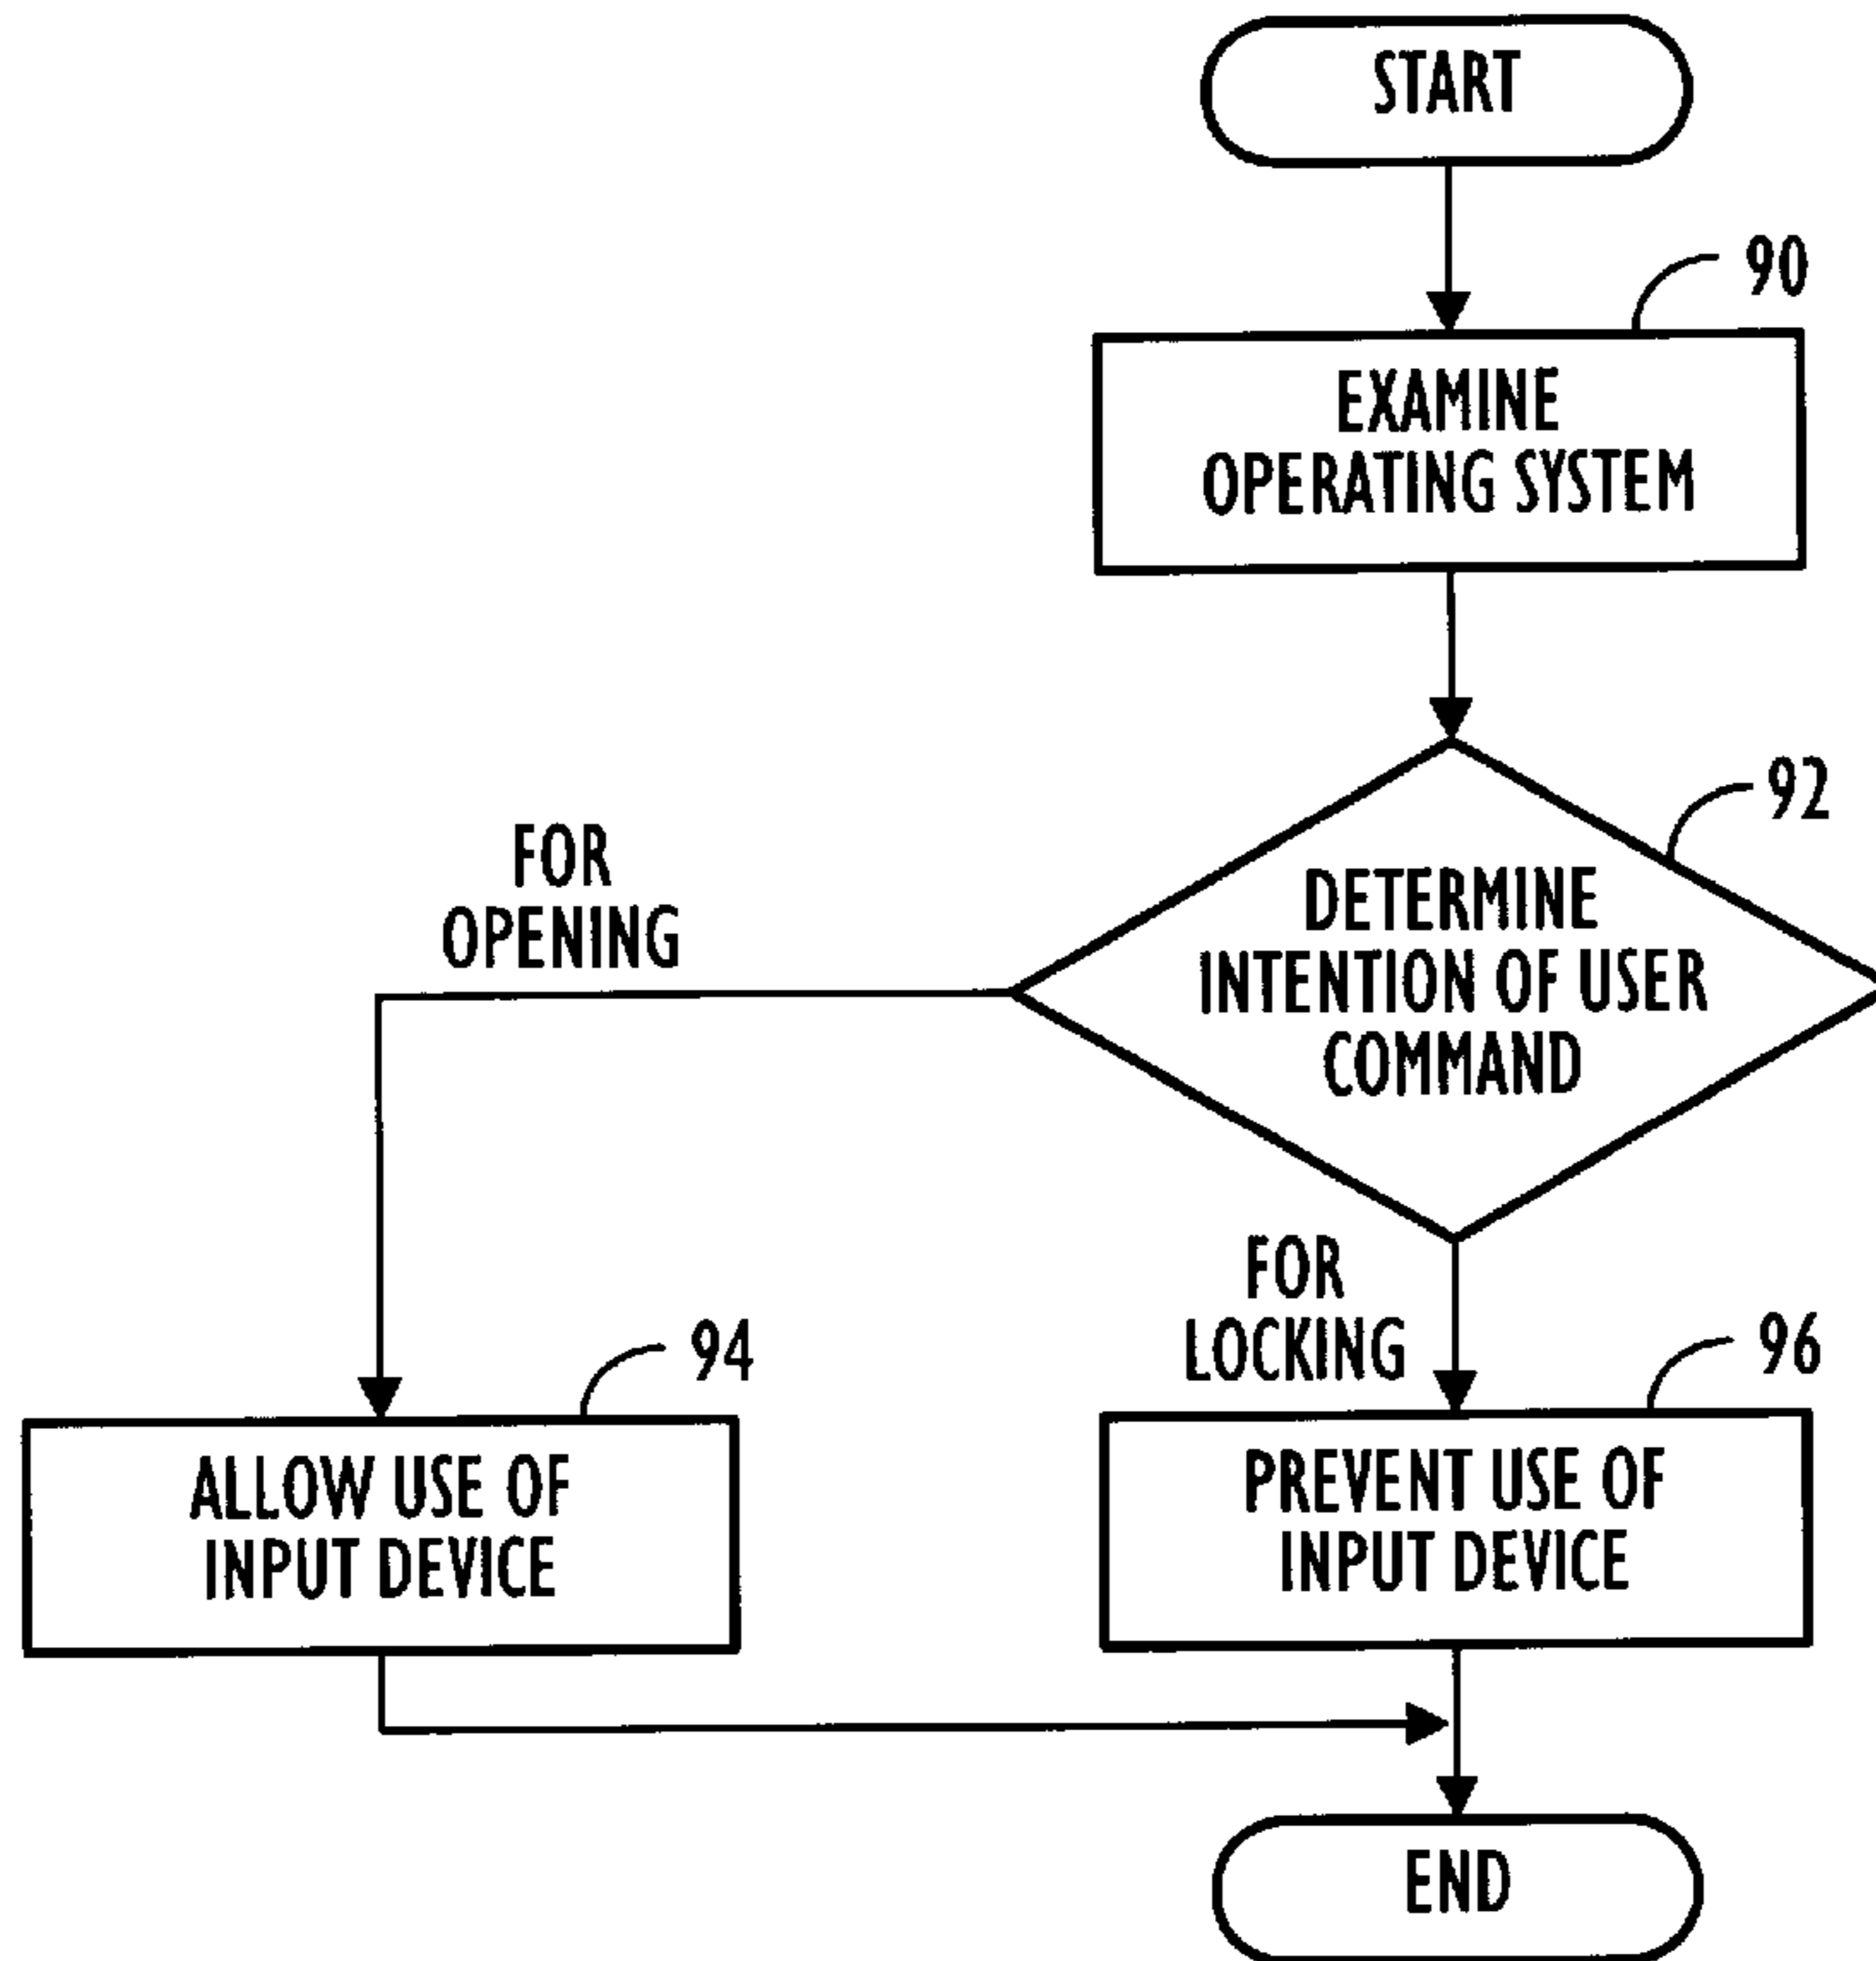 START
90
EXAMINE
OPERATING SYSTEM
92
DETERMINE
INTENTION OF USER
COMMAND
FOR
OPENING
FOR
LOCKING
94
ALLOW USE OF
INPUT DEVICE
96
PREVENT USE OF
INPUT DEVICE
END